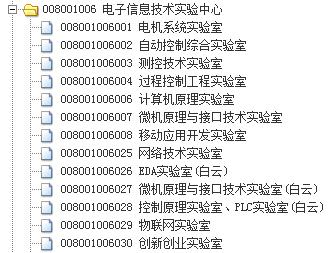 008001006 电子信息技术实验中心
008001006001 电机系统实验室
008001006002 自动控制综合实验室
008001006003 测控技术实验室
008001006004 过程控制工程实验室
008001006006 计算机原理实验室
008001006007 微机原理与接口技术实验室
008001006008 移动应用开发实验室
008001006025 网络技术实验室
008001006026 EDA实验室(白云)
008001006027 微机原理与接口技术实验室(白云)
008001006028 控制原理实验室、PLC实验室(白云)
008001006029 物联网实验室
008001006030 创新创业实验室